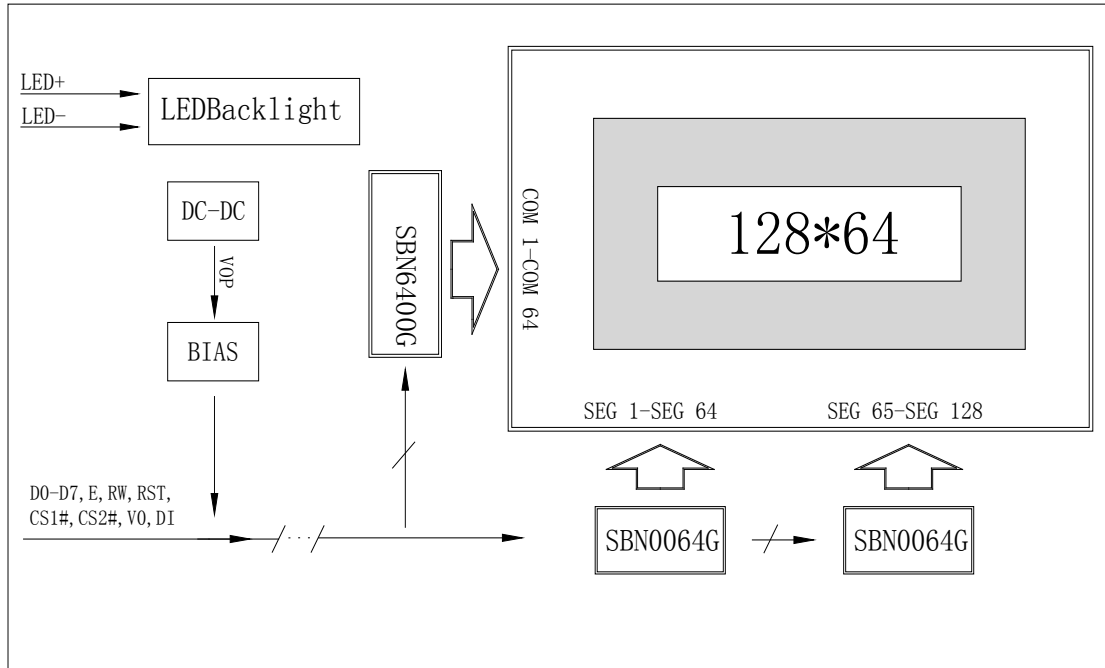 LED+
LED-
LEDBacklight
DC-DC
VOP
BIAS
SBN6400G
COM 1-COM 64
128*64
SEG 1-SEG 64
SEG 65-SEG 128
D0-D7,E,RW,RST,
CS1#,CS2#,V0,DI
···
SBN0064G
SBN0064G